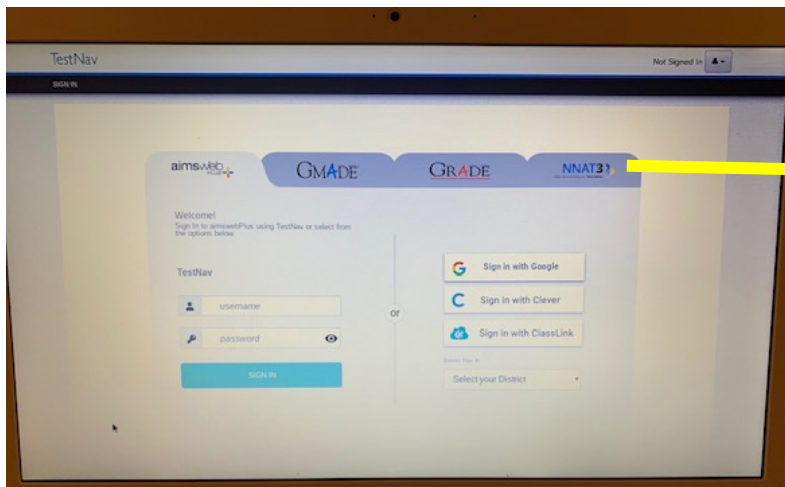 TestNav
Not Signed In
SIGN IN
aimsweb PLUS
GMADE
GRADE
NNAT3
Welcome!
Sign In to aimswebPlus using TestNav or select from
the options below
TestNav
username
password
SIGN IN
or
Sign in with Google
Sign in with Clever
Sign in with ClassLink
Select your District